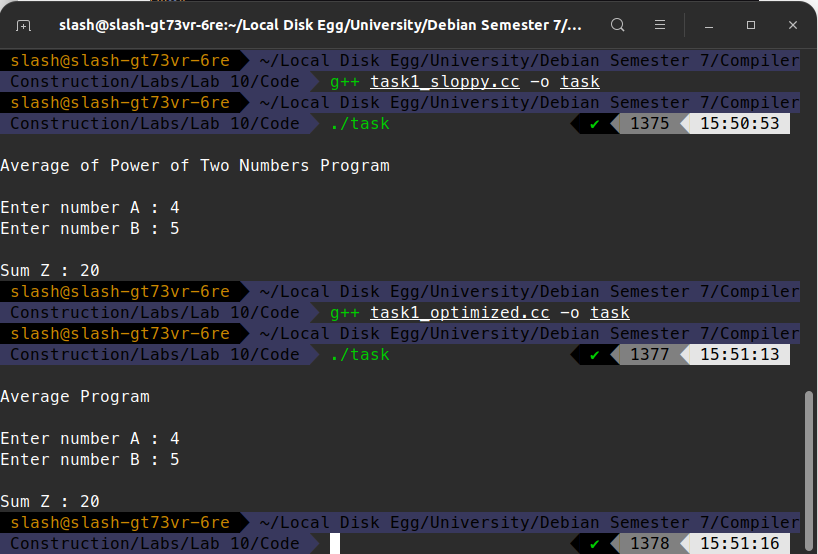 slash@slash-gt73vr-6re:~/Local Disk Egg/University/Debian Semester 7/...
slash@slash-gt73vr-6re ~/Local Disk Egg/University/Debian Semester 7/Compiler
Construction/Labs/Lab 10/Code g++ task1_sloppy.cc -o task
slash@slash-gt73vr-6re ~/Local Disk Egg/University/Debian Semester 7/Compiler
Construction/Labs/Lab 10/Code ./task ✔ 1375 15:50:53
Average of Power of Two Numbers Program
Enter number A : 4
Enter number B : 5
Sum Z : 20
slash@slash-gt73vr-6re ~/Local Disk Egg/University/Debian Semester 7/Compiler
Construction/Labs/Lab 10/Code g++ task1_optimized.cc -o task
slash@slash-gt73vr-6re ~/Local Disk Egg/University/Debian Semester 7/Compiler
Construction/Labs/Lab 10/Code ./task ✔ 1377 15:51:13
Average Program
Enter number A : 4
Enter number B : 5
Sum Z : 20
slash@slash-gt73vr-6re ~/Local Disk Egg/University/Debian Semester 7/Compiler
Construction/Labs/Lab 10/Code ✔ 1378 15:51:16